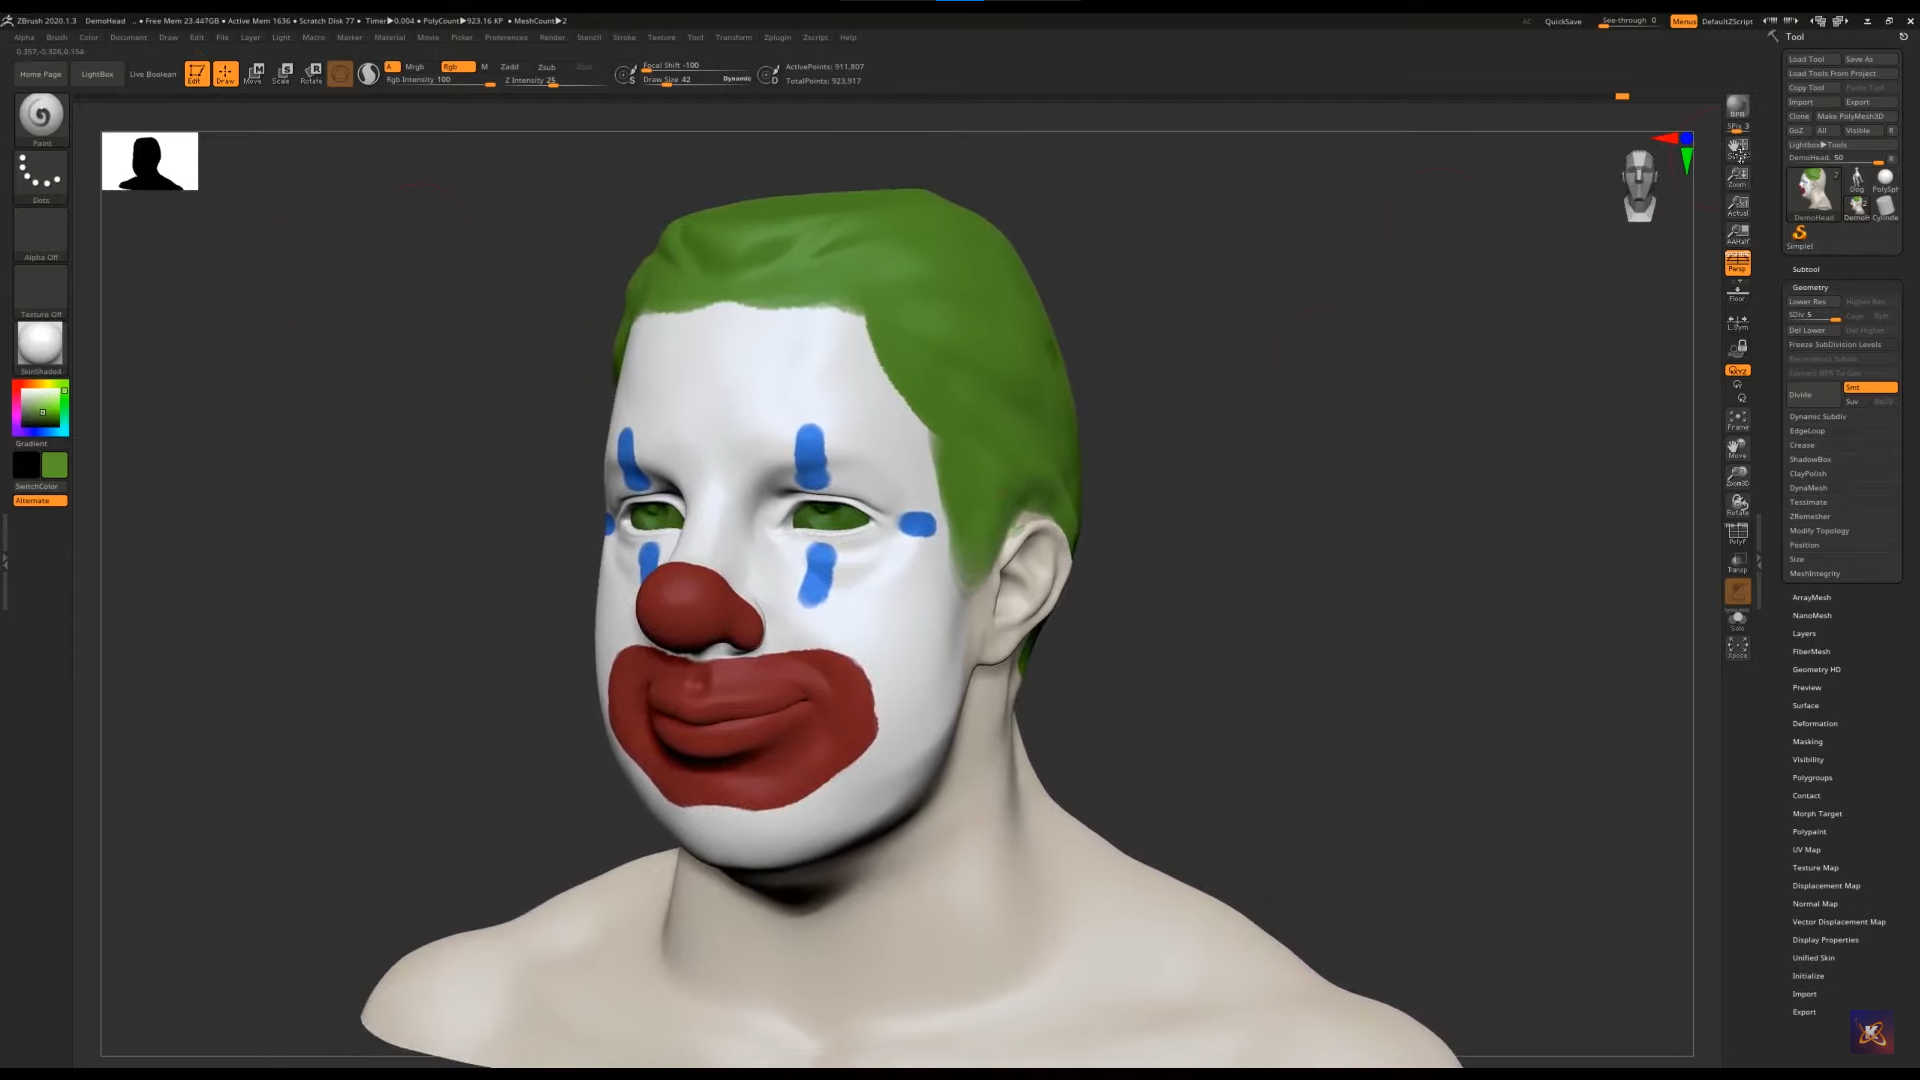 ZBrush 2020.1.3 DemoHead .. • Free Mem 23.447GB • Active Mem 1636 • Scratch Disk 77 • Timer▶0.004 • PolyCount▶923.16 KP • MeshCount▶2
AC QuickSave See-through 0 Menus DefaultZScript
Alpha Brush Color Document Draw Edit File Layer Light Macro Marker Material Movie Picker Preferences Render Stencil Stroke Texture Tool Transform Zplugin Zscript Help
0.357,-0.326,0.154
Home Page LightBox Live Boolean Edit Draw Move Scale Rotate
A Mrgb Rgb M Zadd Zsub Zcut
Rgb Intensity 100 Z Intensity 25
Focal Shift -100
Draw Size 42 Dynamic
S D
ActivePoints: 911,807
TotalPoints: 923,917
Paint
Dots
Alpha Off
Texture Off
SkinShade4
Gradient
SwitchColor
Alternate
BPR
SPix 3
Zoom
Actual
AAHalf
Persp
Floor
L.Sym
Frame
Move
Zoom3D
Rotate
PolyF
Transp
Solo
Xpose
Tool
Load Tool Save As
Load Tools From Project
Copy Tool Paste Tool
Import Export
Clone Make PolyMesh3D
GoZ All Visible R
Lightbox▶Tools
DemoHead. 50 R
2
Dog PolySpl
2
DemoHead DemoH Cylinde
Simplel
Subtool
Geometry
Lower Res Higher Res
SDiv 5 Cage Rstr
Del Lower Del Higher
Freeze SubDivision Levels
Reconstruct Subdiv
Convert BPR To Geo
Divide Smt
Suv ReUV
Dynamic Subdiv
EdgeLoop
Crease
ShadowBox
ClayPolish
DynaMesh
Tessimate
ZRemesher
Modify Topology
Position
Size
MeshIntegrity
ArrayMesh
NanoMesh
Layers
FiberMesh
Geometry HD
Preview
Surface
Deformation
Masking
Visibility
Polygroups
Contact
Morph Target
Polypaint
UV Map
Texture Map
Displacement Map
Normal Map
Vector Displacement Map
Display Properties
Unified Skin
Initialize
Import
Export
K